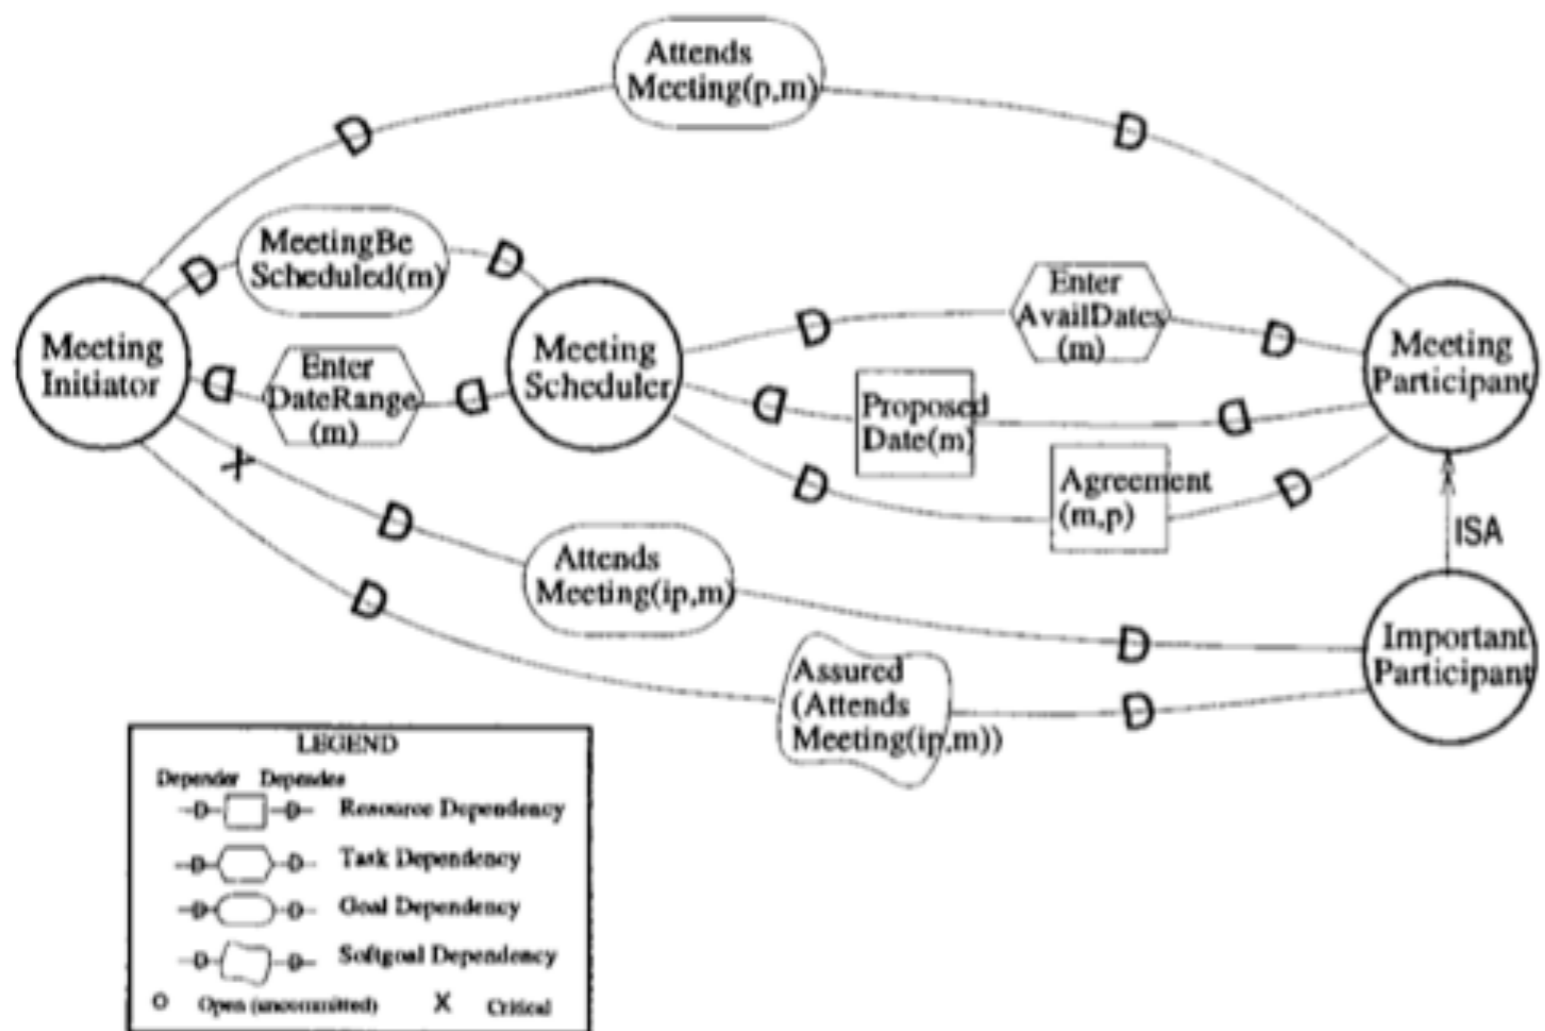 Attends
Meeting(p,m)
D
D
MeetingBe
Scheduled(m)
D
D
Meeting
Initiator
Enter
DateRange
(m)
D
D
Meeting
Scheduler
D
Enter
AvailDates
(m)
D
Meeting
Participant
D
Proposed
Date(m)
D
D
Agreement
(m,p)
D
X
D
Attends
Meeting(ip,m)
D
ISA
Important
Participant
D
Assured
(Attends
Meeting(ip,m))
D
LEGEND
Depender Dependee
D D Resource Dependency
D D Task Dependency
D D Goal Dependency
D D Softgoal Dependency
O Open (uncommitted) X Critical